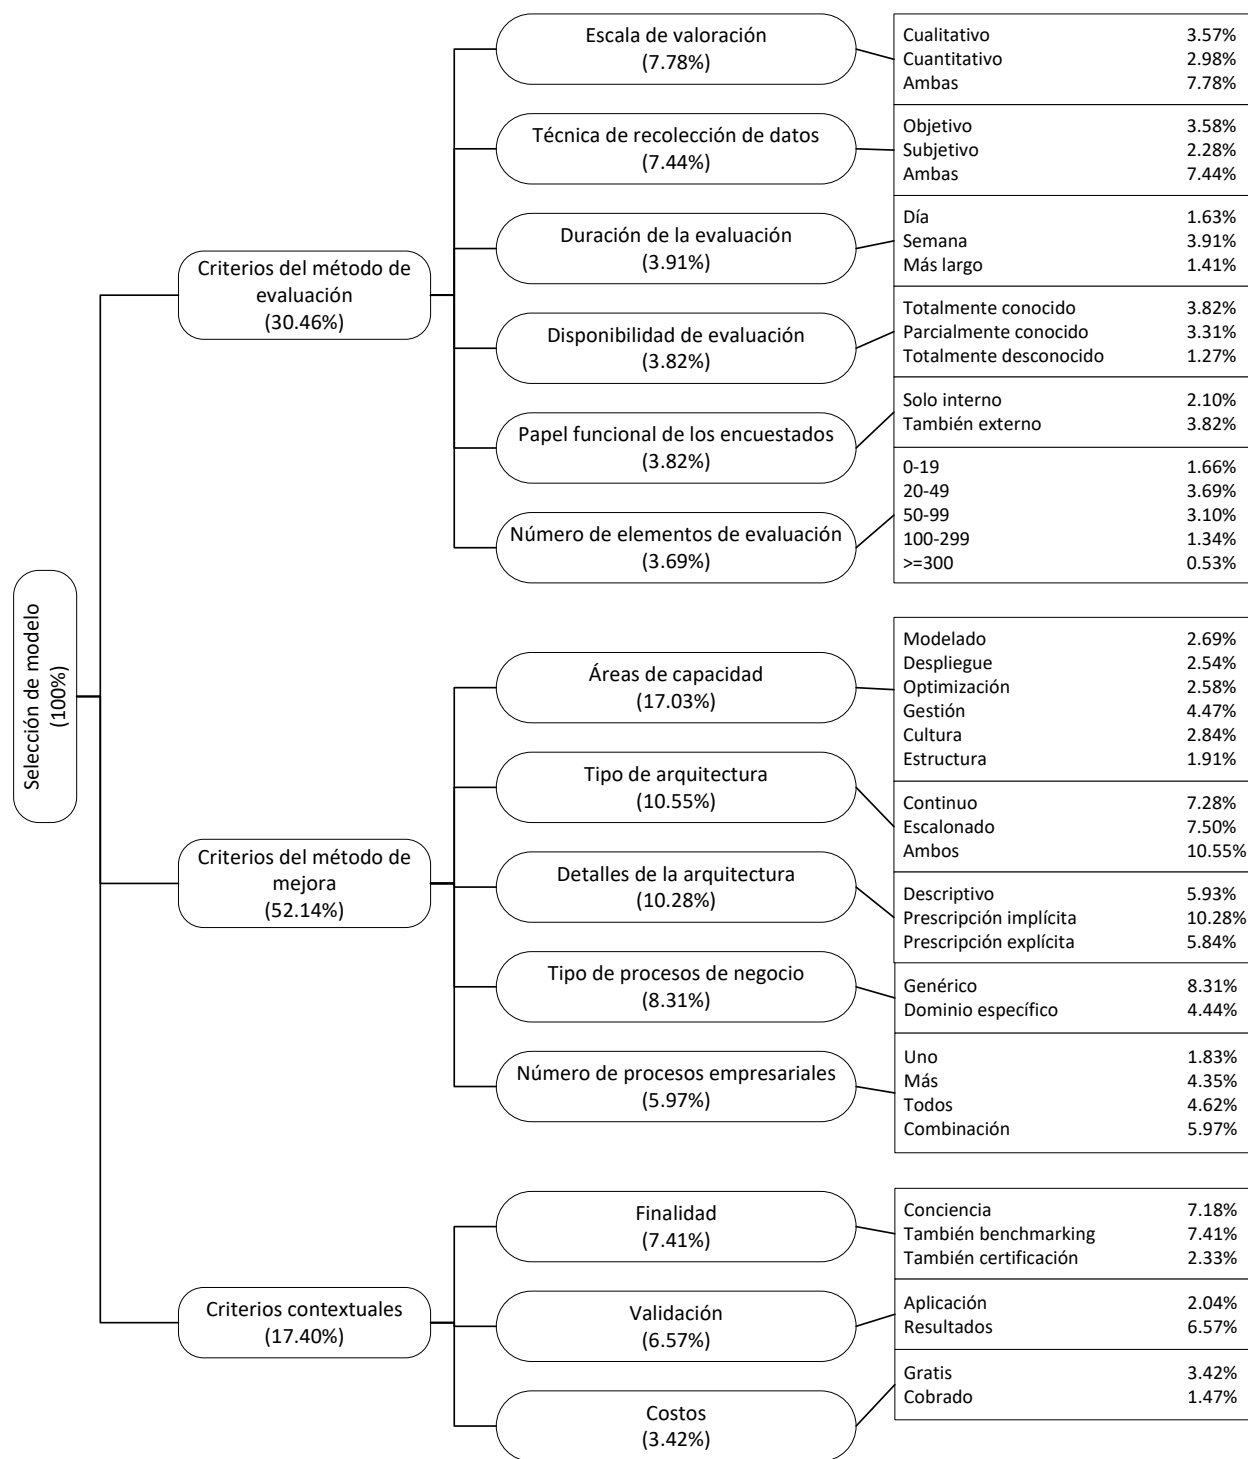 Selección de modelo
(100%)
Criterios del método de
evaluación
(30.46%)
Escala de valoración
(7.78%)
Cualitativo 3.57%
Cuantitativo 2.98%
Ambas 7.78%
Técnica de recolección de datos
(7.44%)
Objetivo 3.58%
Subjetivo 2.28%
Ambas 7.44%
Duración de la evaluación
(3.91%)
Día 1.63%
Semana 3.91%
Más largo 1.41%
Disponibilidad de evaluación
(3.82%)
Totalmente conocido 3.82%
Parcialmente conocido 3.31%
Totalmente desconocido 1.27%
Papel funcional de los encuestados
(3.82%)
Solo interno 2.10%
También externo 3.82%
Número de elementos de evaluación
(3.69%)
0-19 1.66%
20-49 3.69%
50-99 3.10%
100-299 1.34%
>=300 0.53%
Criterios del método de
mejora
(52.14%)
Áreas de capacidad
(17.03%)
Modelado 2.69%
Despliegue 2.54%
Optimización 2.58%
Gestión 4.47%
Cultura 2.84%
Estructura 1.91%
Tipo de arquitectura
(10.55%)
Continuo 7.28%
Escalonado 7.50%
Ambos 10.55%
Detalles de la arquitectura
(10.28%)
Descriptivo 5.93%
Prescripción implícita 10.28%
Prescripción explícita 5.84%
Tipo de procesos de negocio
(8.31%)
Genérico 8.31%
Dominio específico 4.44%
Número de procesos empresariales
(5.97%)
Uno 1.83%
Más 4.35%
Todos 4.62%
Combinación 5.97%
Criterios contextuales
(17.40%)
Finalidad
(7.41%)
Conciencia 7.18%
También benchmarking 7.41%
También certificación 2.33%
Validación
(6.57%)
Aplicación 2.04%
Resultados 6.57%
Costos
(3.42%)
Gratis 3.42%
Cobrado 1.47%